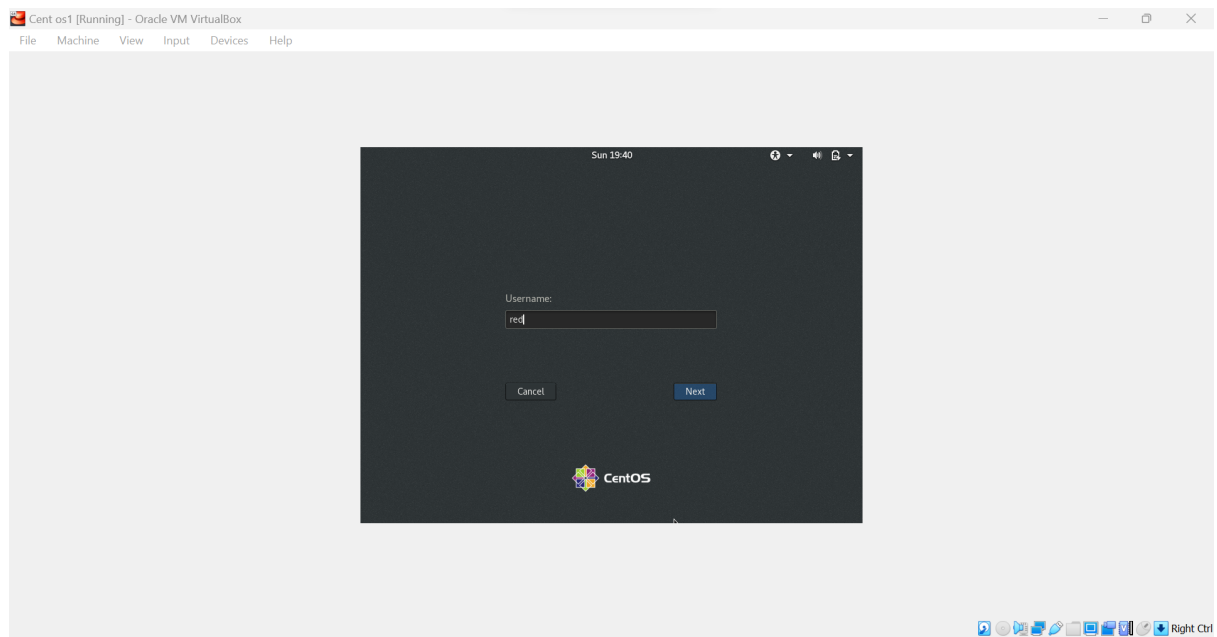 Cent os1 [Running] - Oracle VM VirtualBox
File Machine View Input Devices Help
Sun 19:40
Username:
red
Cancel Next
CentOS
Right Ctrl